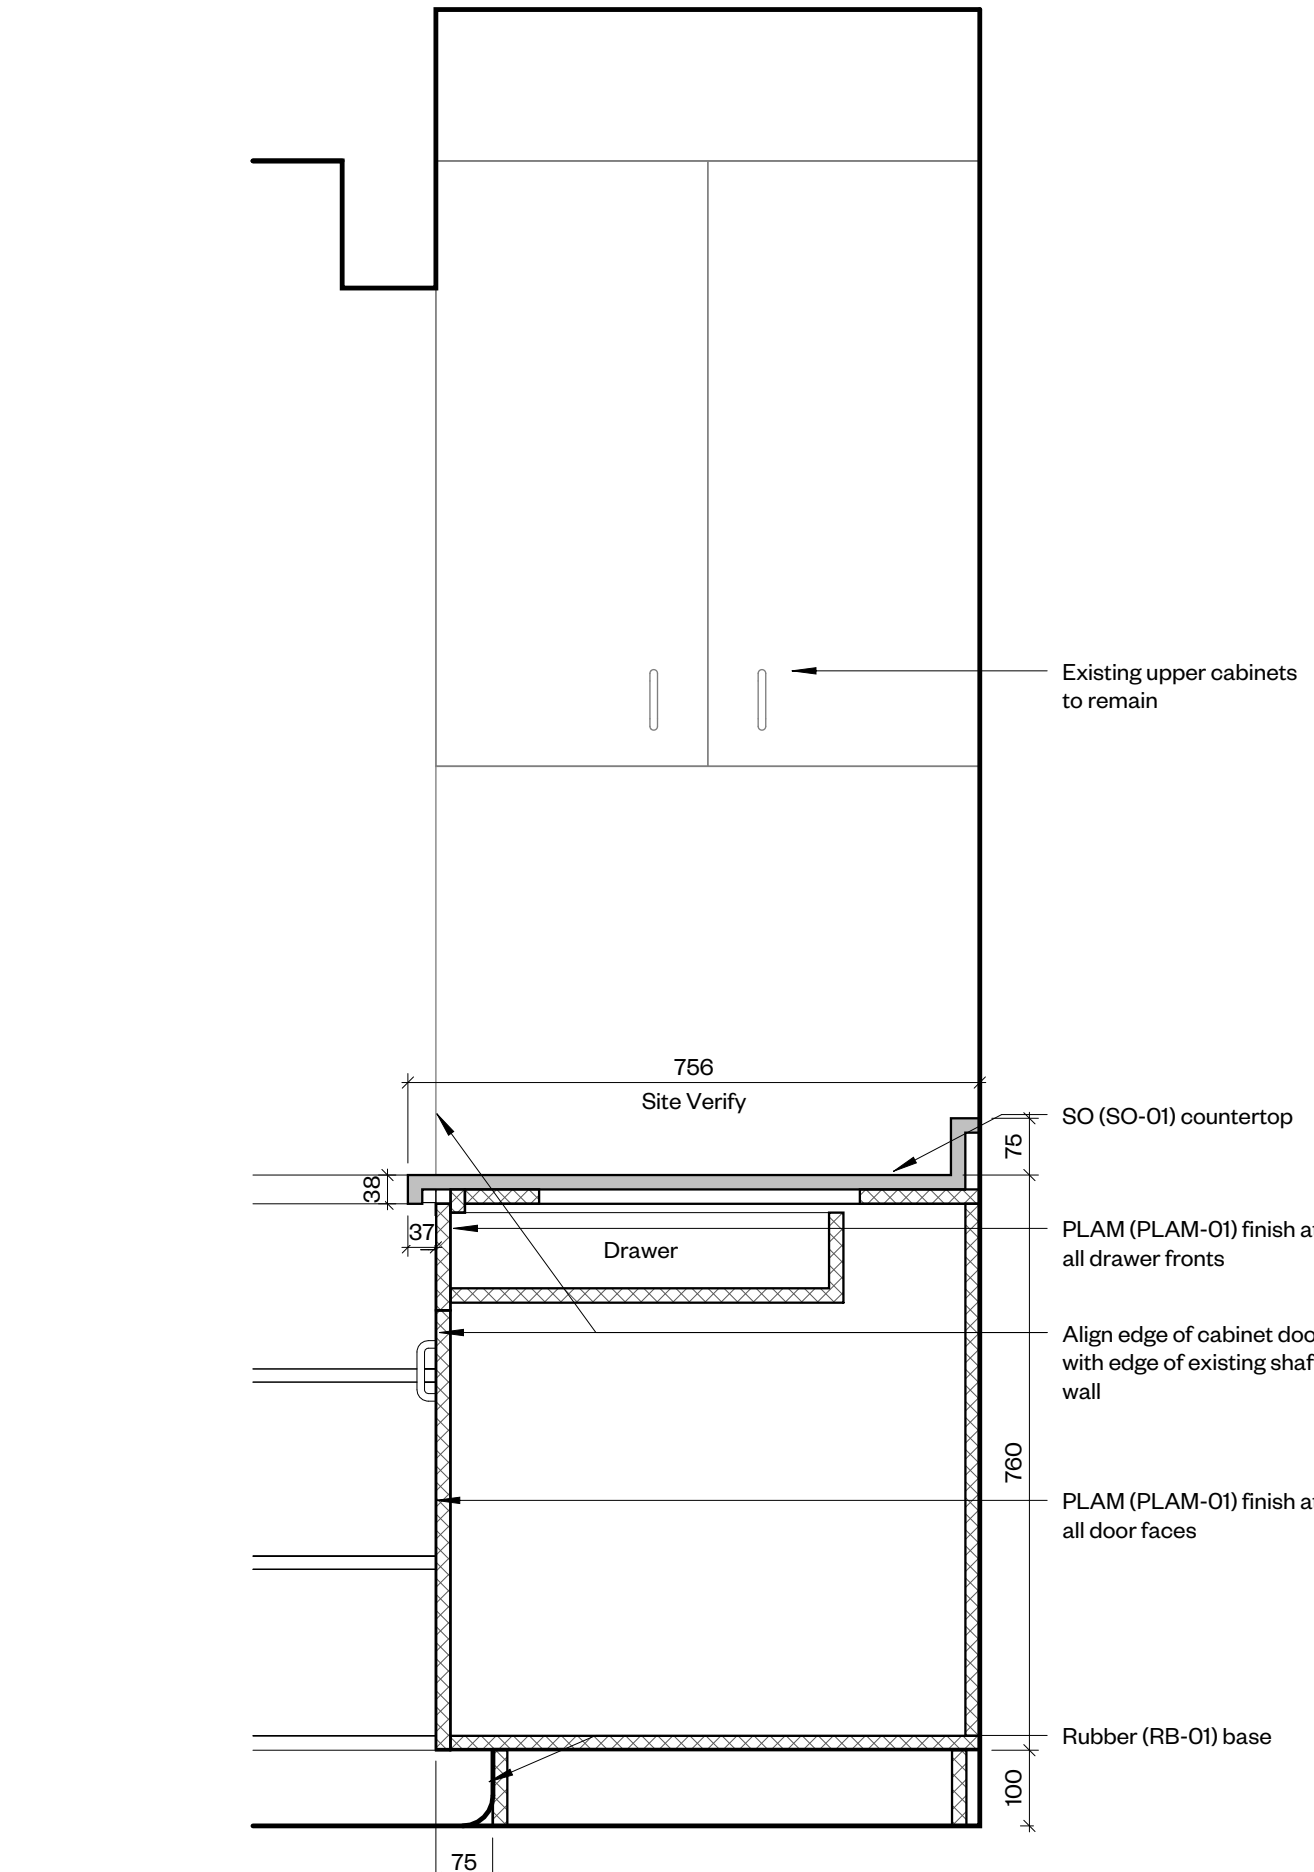 Existing upper cabinets
to remain
756
Site Verify
SO (SO-01) countertop
75
38
37
PLAM (PLAM-01) finish at
all drawer fronts
Drawer
Align edge of cabinet doo
with edge of existing shaf
wall
760
PLAM (PLAM-01) finish at
all door faces
Rubber (RB-01) base
100
75